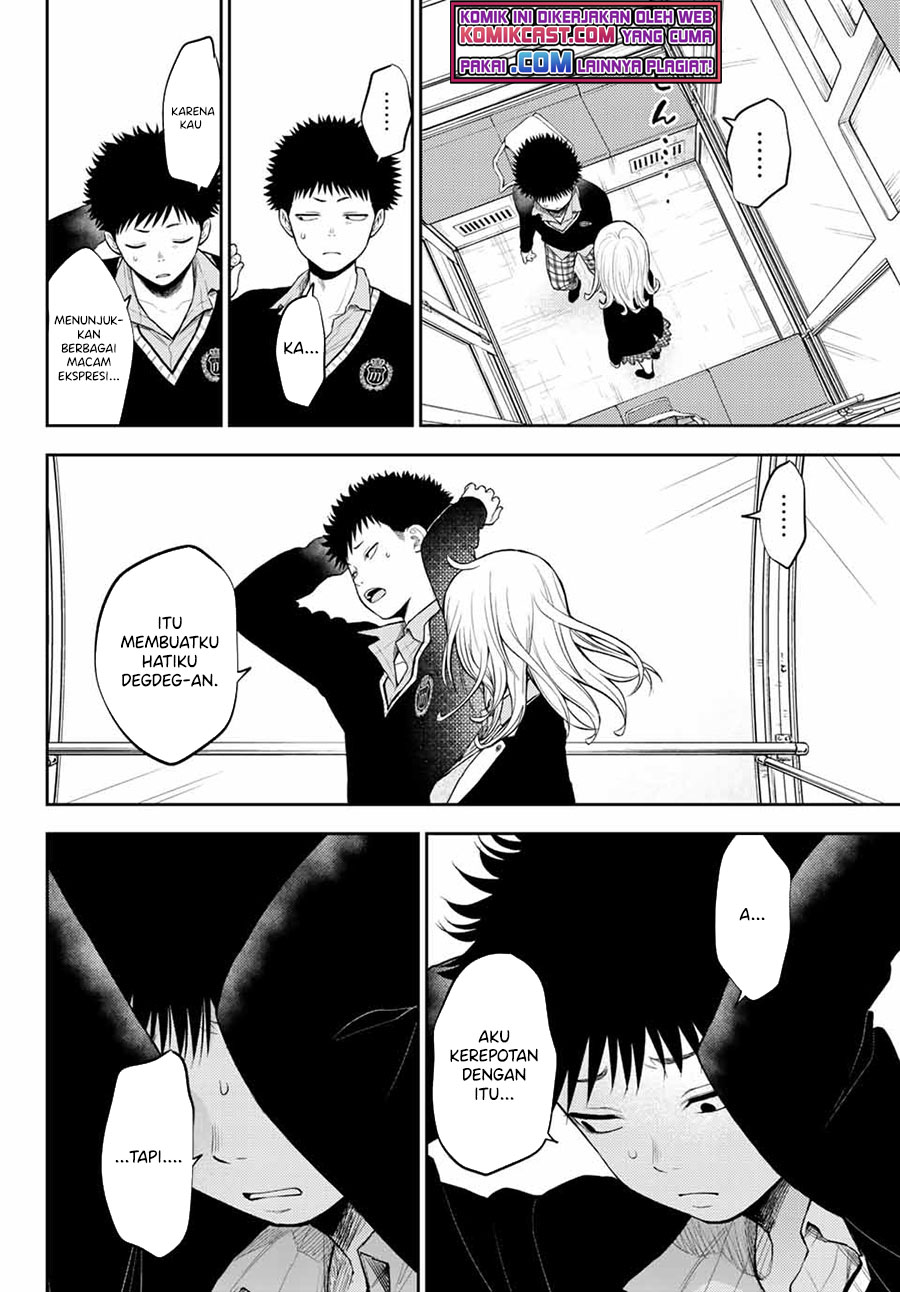 KOMIK INI DIKERJAKAN OLEH WEB
KOMIKCAST.COM YANG CUMA
PAKAI .COM LAINNYA PLAGIAT!
.......
.....
KA...
KARENA
KAU
MENUNJUK-
KAN
BERBAGAI
MACAM
EKSPRESI...
......
ITU
MEMBUATKU
HATIKU
DEGDEG-AN.
A...
AKU
KEREPOTAN
DENGAN
ITU...
...TAPI....